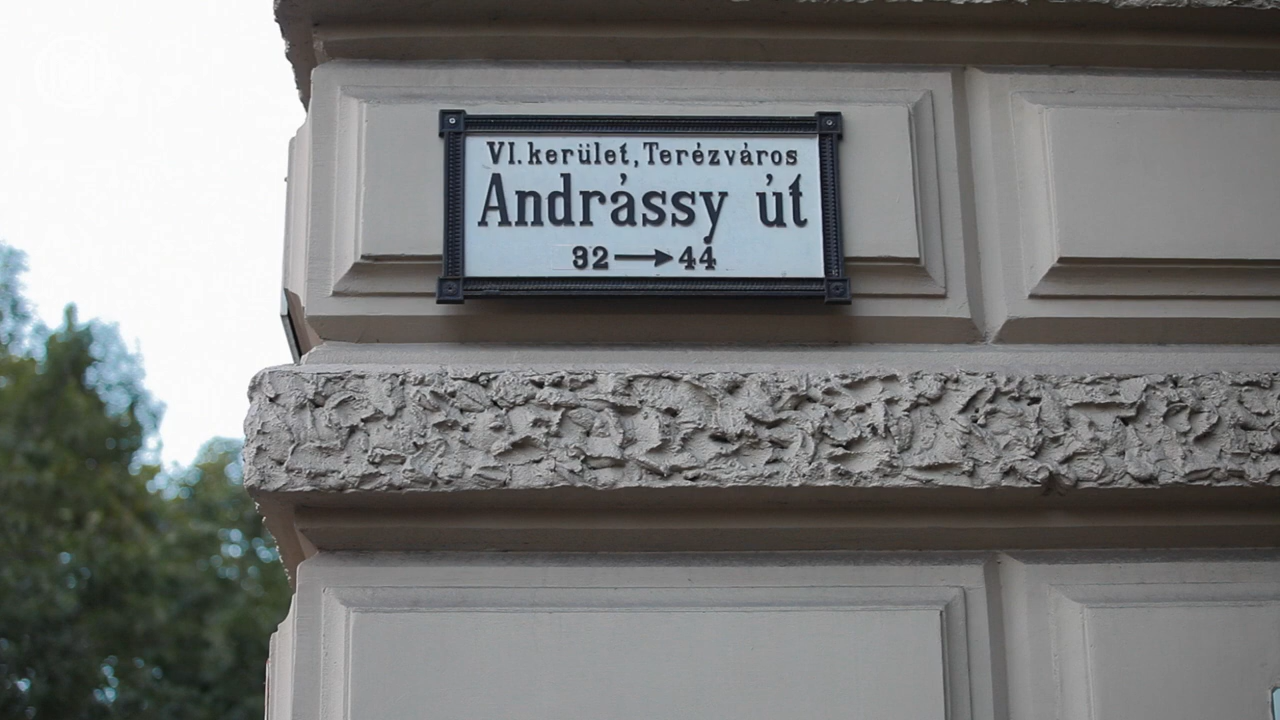 VI. kerület, Terézváros
Andrássy út
32 → 44